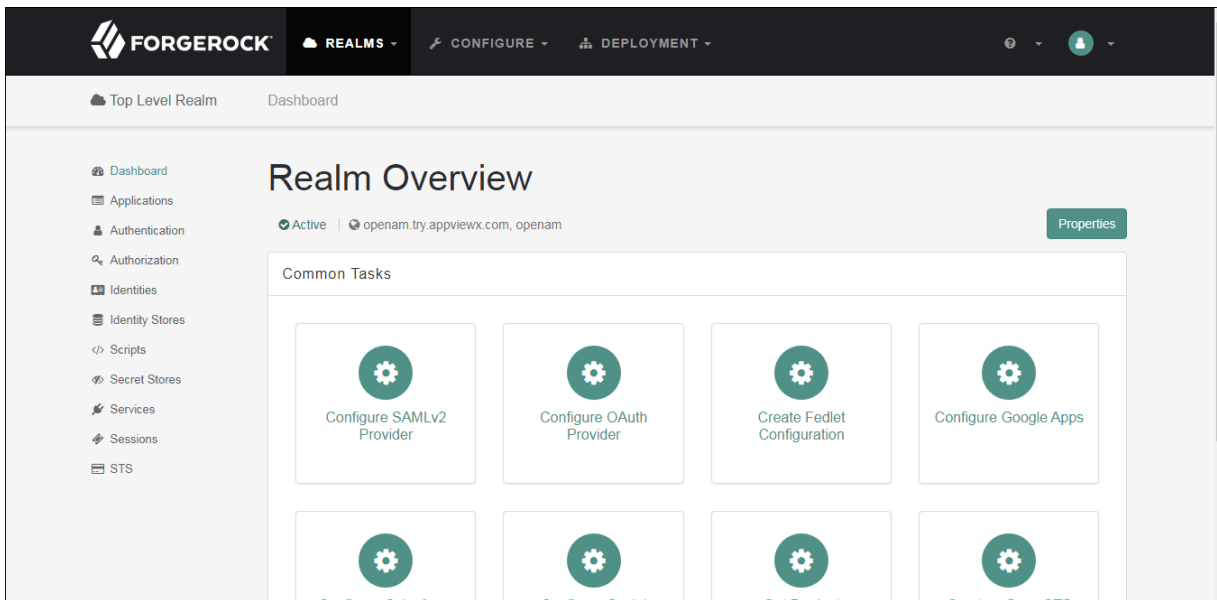 FORGEROCK
REALMS
CONFIGURE
DEPLOYMENT
Top Level Realm
Dashboard
Dashboard
Applications
Authentication
Authorization
Identities
Identity Stores
Scripts
Secret Stores
Services
Sessions
STS
Realm Overview
Active
openam.try.appviewx.com, openam
Properties
Common Tasks
Configure SAMLv2
Provider
Configure OAuth
Provider
Create Fedlet
Configuration
Configure Google Apps